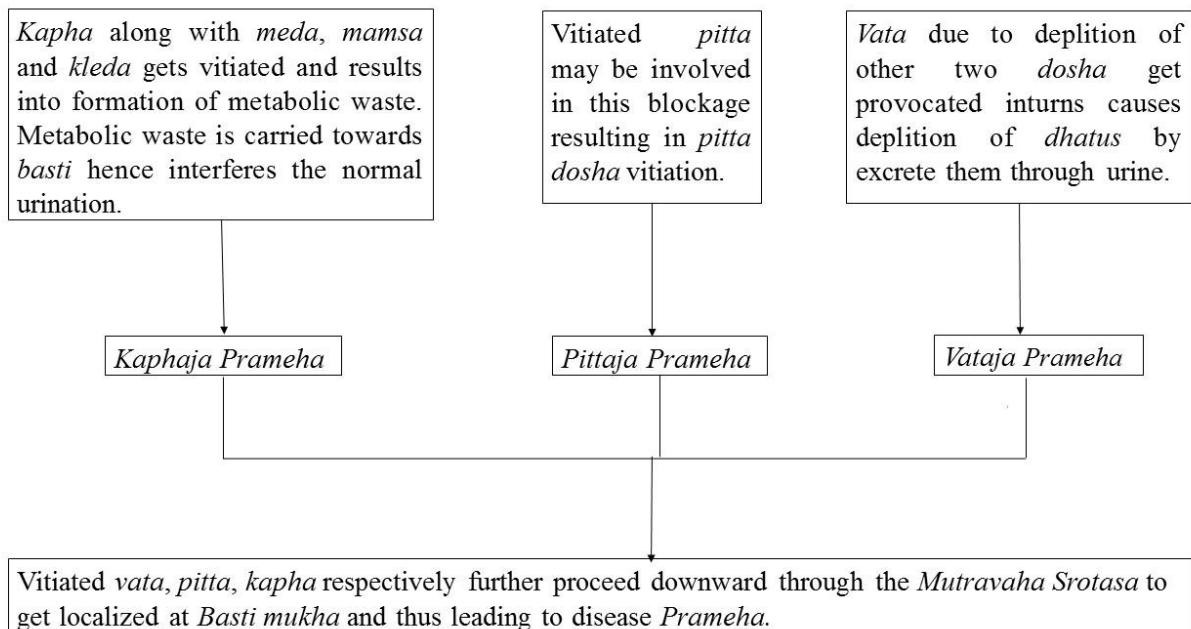 Kapha along with meda, mamsa
and kleda gets vitiated and results
into formation of metabolic waste.
Metabolic waste is carried towards
basti hence interferes the normal
urination.
Vitiated pitta
may be involved
in this blockage
resulting in pitta
dosha vitiation.
Vata due to deplition of
other two dosha get
provocated inturns causes
deplition of dhatus by
excrete them through urine.
Kaphaja Prameha
Pittaja Prameha
Vataja Prameha
Vitiated vata, pitta, kapha respectively further proceed downward through the Mutravaha Srotasa to
get localized at Basti mukha and thus leading to disease Prameha.